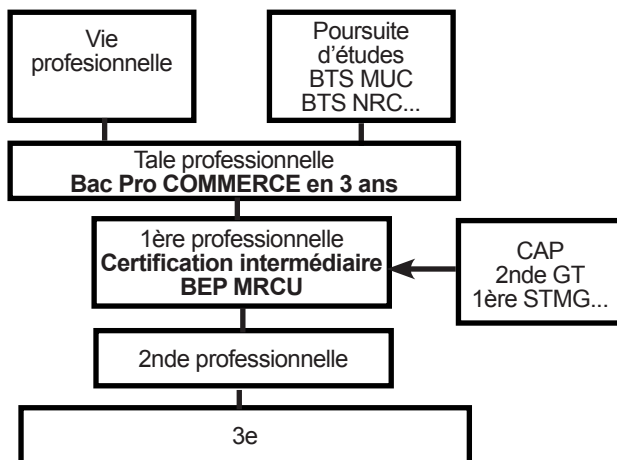 Vie
profesionnelle
Poursuite
d'études
BTS MUC
BTS NRC...
Tale professionnelle
Bac Pro COMMERCE en 3 ans
1ère professionnelle
Certification intermédiaire
BEP MRCU
CAP
2nde GT
1ère STMG...
2nde professionnelle
3e